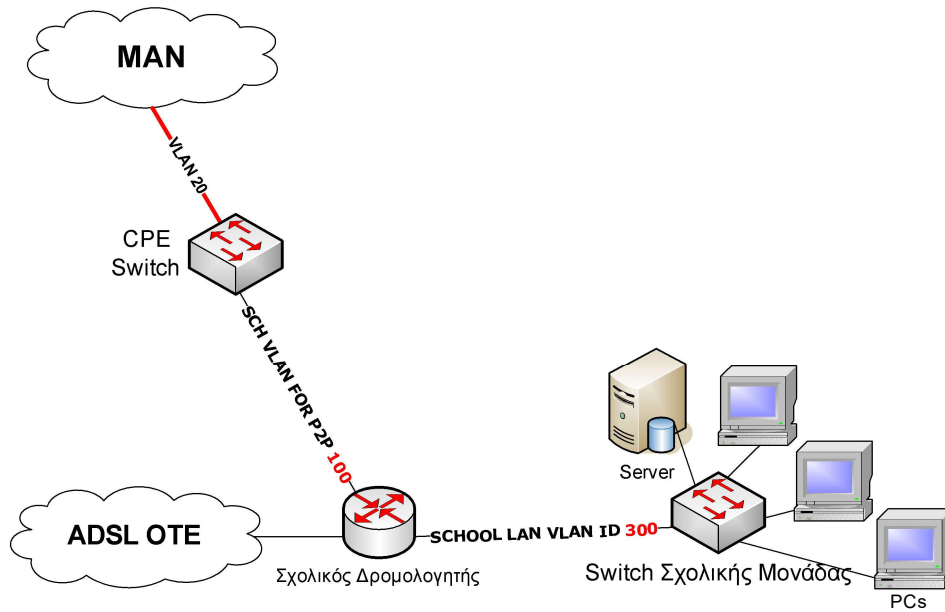 MAN
VLAN 20
CPE
Switch
SCH VLAN FOR P2P 100
Server
ADSL OTE
SCHOOL LAN VLAN ID 300
Σχολικός Δρομολογητής
Switch Σχολικής Μονάδας
PCs